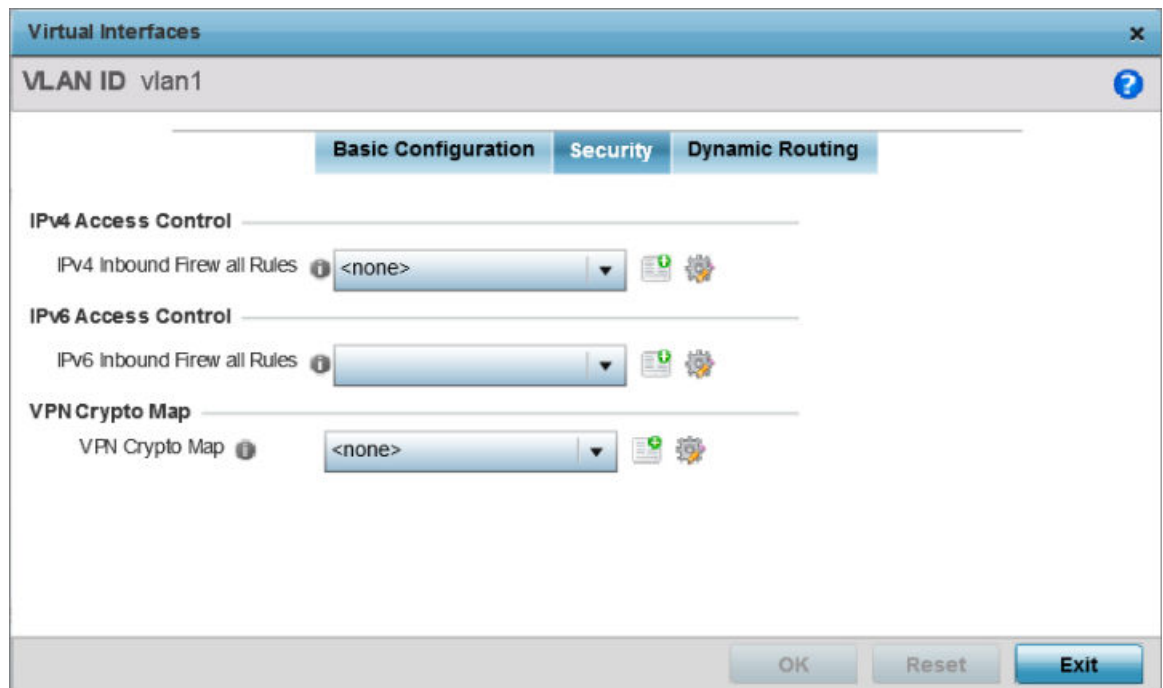 Virtual Interfaces
VLAN ID vlan1
Basic Configuration Security Dynamic Routing
IPv4 Access Control
IPv4 Inbound Firew all Rules <none>
IPv6 Access Control
IPv6 Inbound Firew all Rules
VPN Crypto Map
VPN Crypto Map <none>
OK Reset Exit